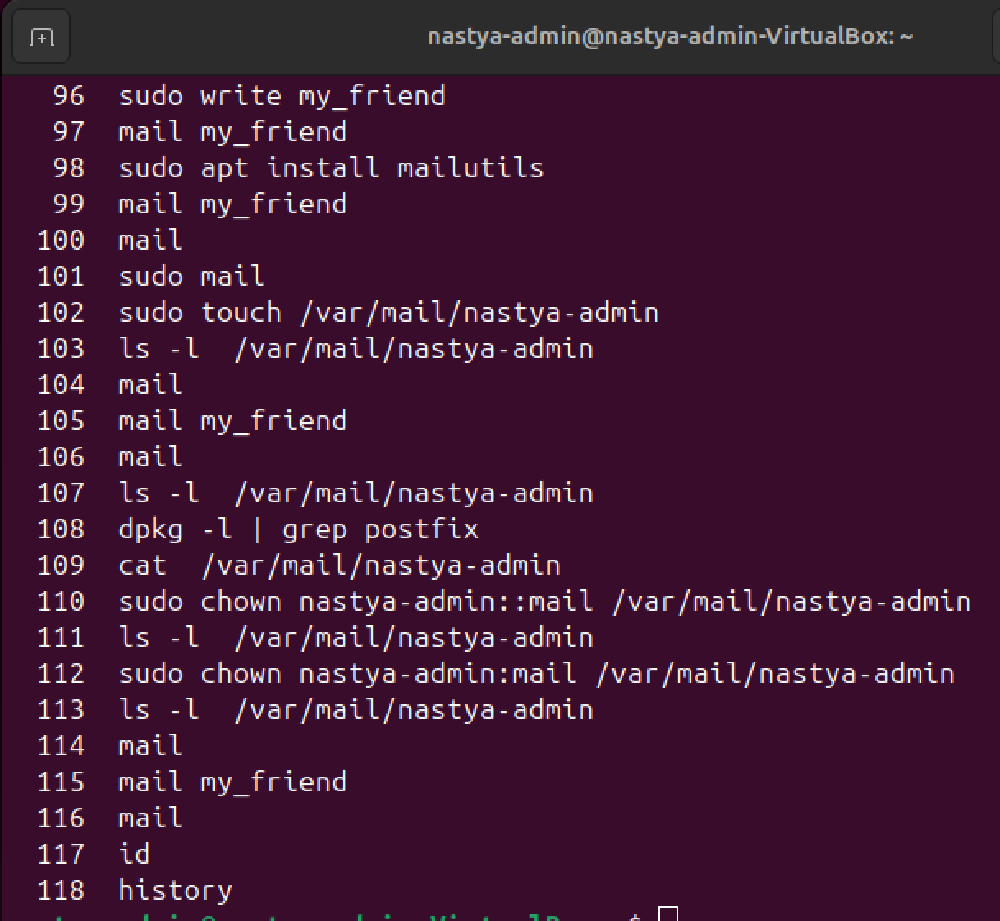 nastya-admin@nastya-admin-VirtualBox: ~
96 sudo write my_friend
97 mail my_friend
98 sudo apt install mailutils
99 mail my_friend
100 mail
101 sudo mail
102 sudo touch /var/mail/nastya-admin
103 ls -l  /var/mail/nastya-admin
104 mail
105 mail my_friend
106 mail
107 ls -l  /var/mail/nastya-admin
108 dpkg -l | grep postfix
109 cat  /var/mail/nastya-admin
110 sudo chown nastya-admin::mail /var/mail/nastya-admin
111 ls -l  /var/mail/nastya-admin
112 sudo chown nastya-admin:mail /var/mail/nastya-admin
113 ls -l  /var/mail/nastya-admin
114 mail
115 mail my_friend
116 mail
117 id
118 history